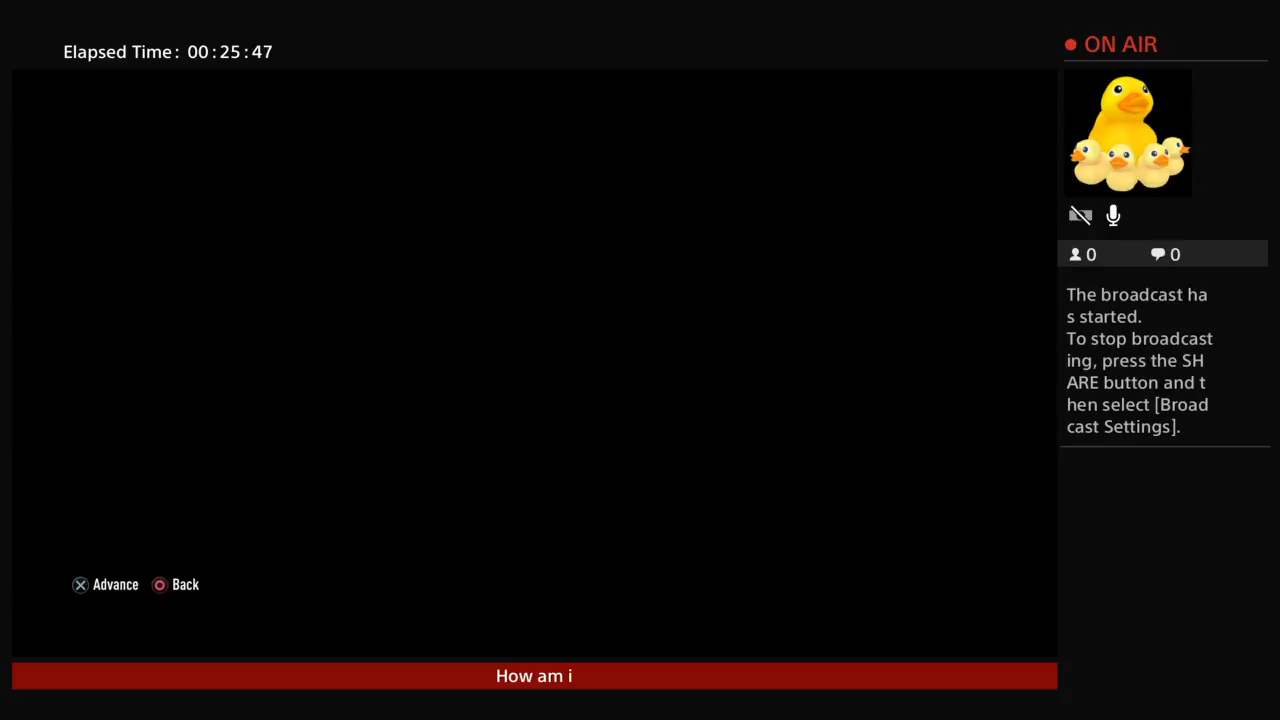 Elapsed Time: 00:25:47
ON AIR
0 0
The broadcast ha
s started.
To stop broadcast
ing, press the SH
ARE button and t
hen select [Broad
cast Settings].
Advance Back
How am i